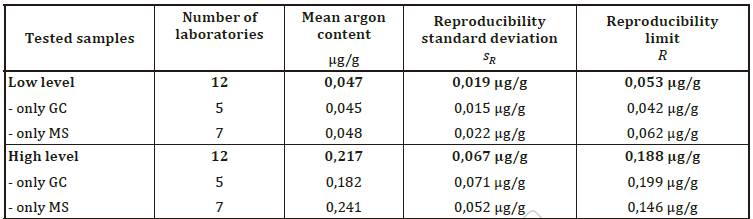 Tested samples Number of laboratories Mean argon content µg/g Reproducibility standard deviation sR Reproducibility limit R
Low level 12 0,047 0,019 µg/g 0,053 µg/g
- only GC 5 0,045 0,015 µg/g 0,042 µg/g
- only MS 7 0,048 0,022 µg/g 0,062 µg/g
High level 12 0,217 0,067 µg/g 0,188 µg/g
- only GC 5 0,182 0,071 µg/g 0,199 µg/g
- only MS 7 0,241 0,052 µg/g 0,146 µg/g